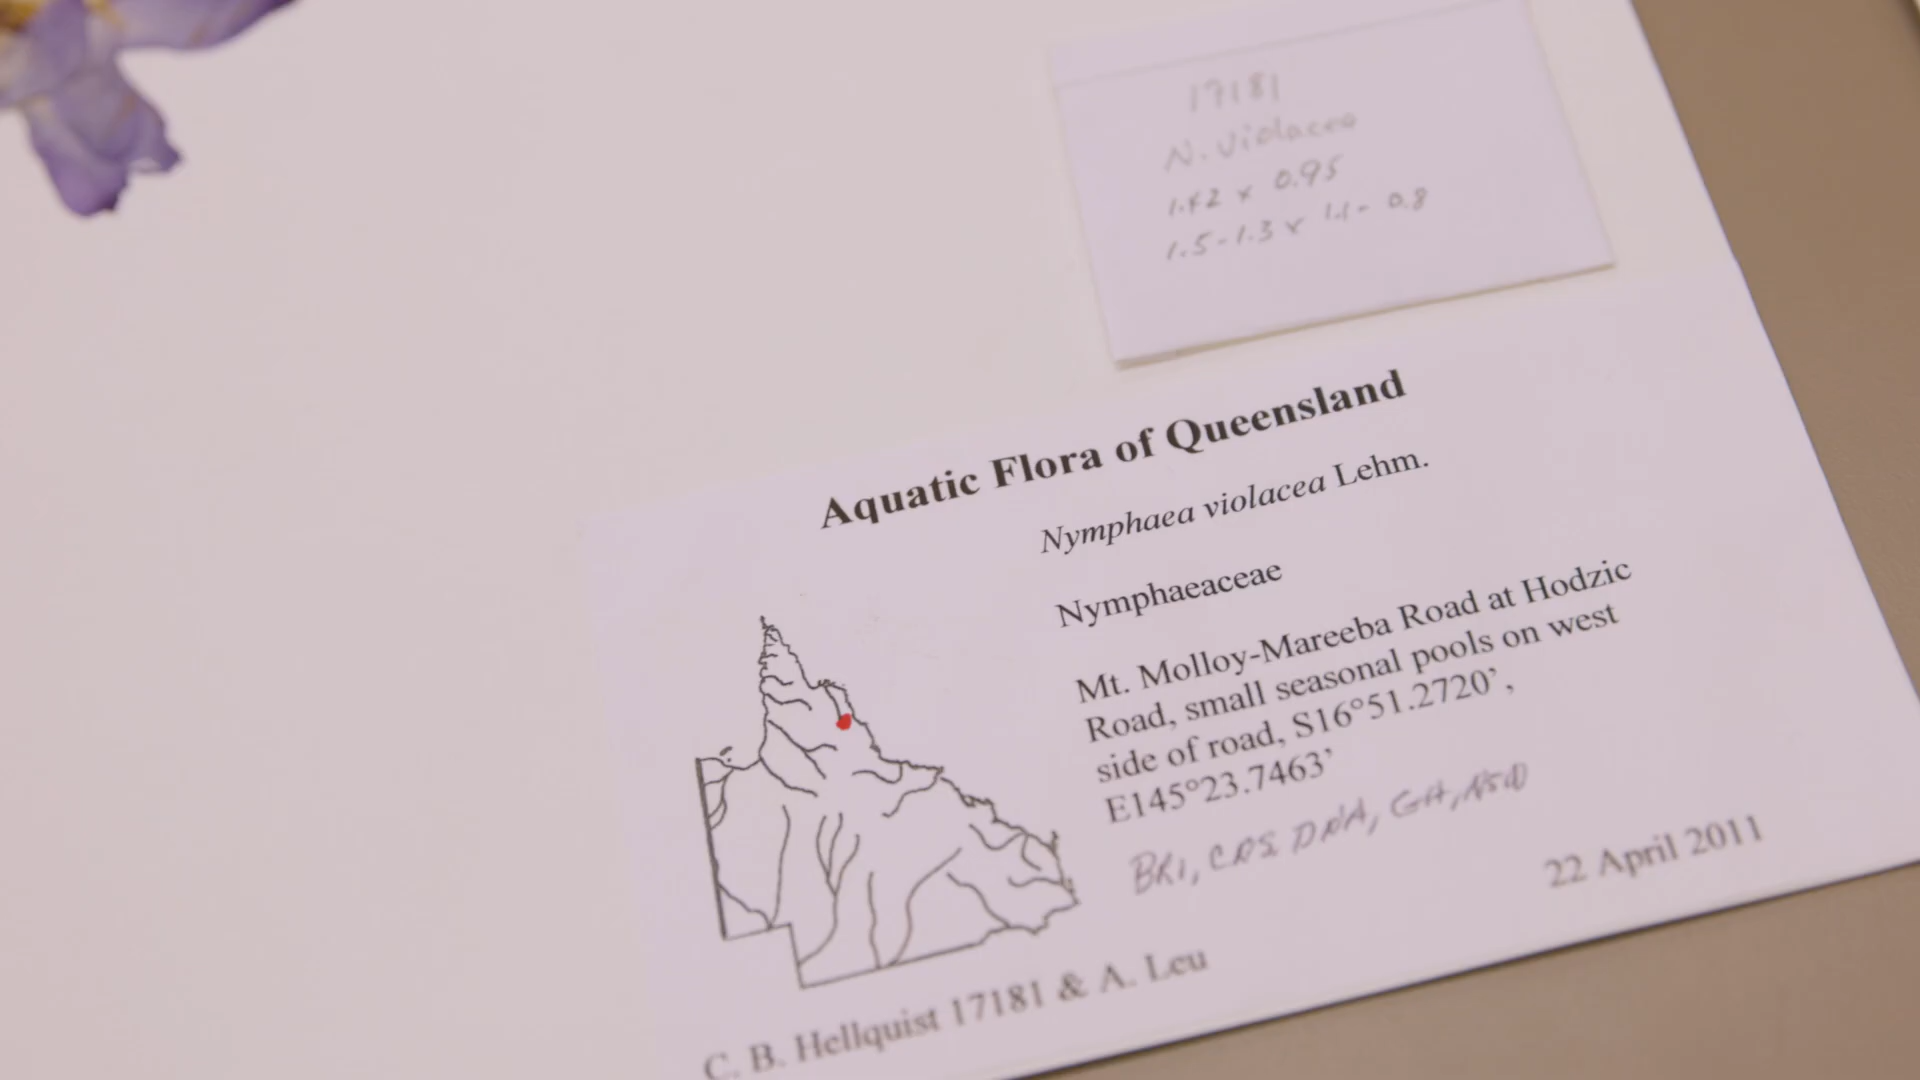 17181
N. Violacea
1.42 x 0.95
1.5-1.3 x 1.1-0.8
Aquatic Flora of Queensland
Nymphaea violacea Lehm.
Nymphaeaceae
Mt. Molloy-Mareeba Road at Hodzic
Road, small seasonal pools on west
side of road, S16°51.2720’,
E145°23.7463’
BRI, CNS, DNA, GH, NSW
22 April 2011
C. B. Hellquist 17181 & A. Leu